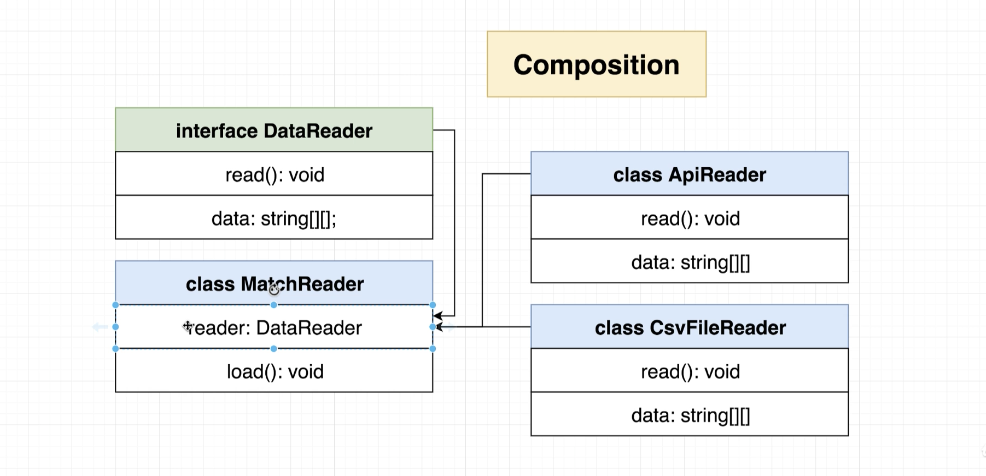 Composition
interface DataReader
read(): void
data: string[][];
class MatchReader
reader: DataReader
load(): void
class ApiReader
read(): void
data: string[][]
class CsvFileReader
read(): void
data: string[][]